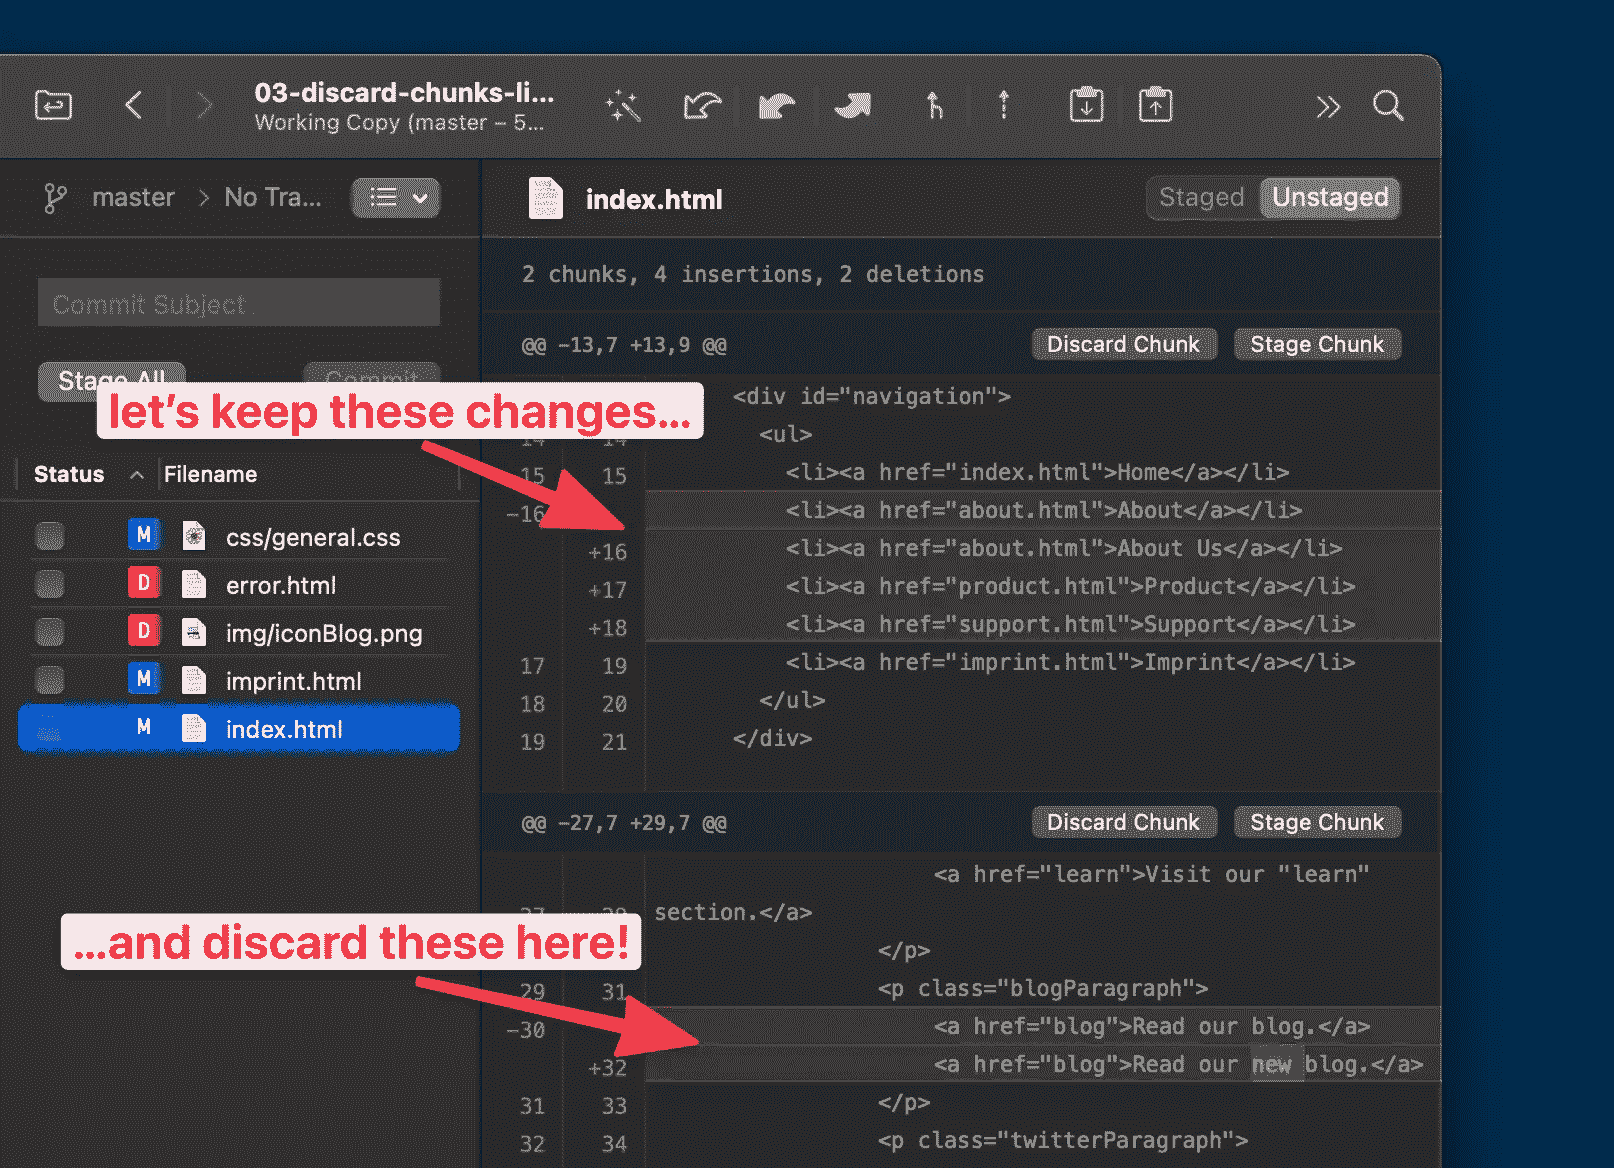 03-discard-chunks-li...
Working Copy (master – 5...
master > No Tra...
index.html
Staged Unstaged
Commit Subject
2 chunks, 4 insertions, 2 deletions
@@ -13,7 +13,9 @@ Discard Chunk Stage Chunk
Stage All Commit
let's keep these changes...
<div id="navigation">
14 14 <ul>
Status Filename
15 15 <li><a href="index.html">Home</a></li>
-16 <li><a href="about.html">About</a></li>
+16 <li><a href="about.html">About Us</a></li>
+17 <li><a href="product.html">Product</a></li>
+18 <li><a href="support.html">Support</a></li>
17 19 <li><a href="imprint.html">Imprint</a></li>
18 20 </ul>
19 21 </div>
M css/general.css
D error.html
D img/iconBlog.png
M imprint.html
M index.html
@@ -27,7 +29,7 @@ Discard Chunk Stage Chunk
<a href="learn">Visit our "learn"
section.</a>
...and discard these here!
</p>
29 31 <p class="blogParagraph">
-30 <a href="blog">Read our blog.</a>
+32 <a href="blog">Read our new blog.</a>
31 33 </p>
32 34 <p class="twitterParagraph">